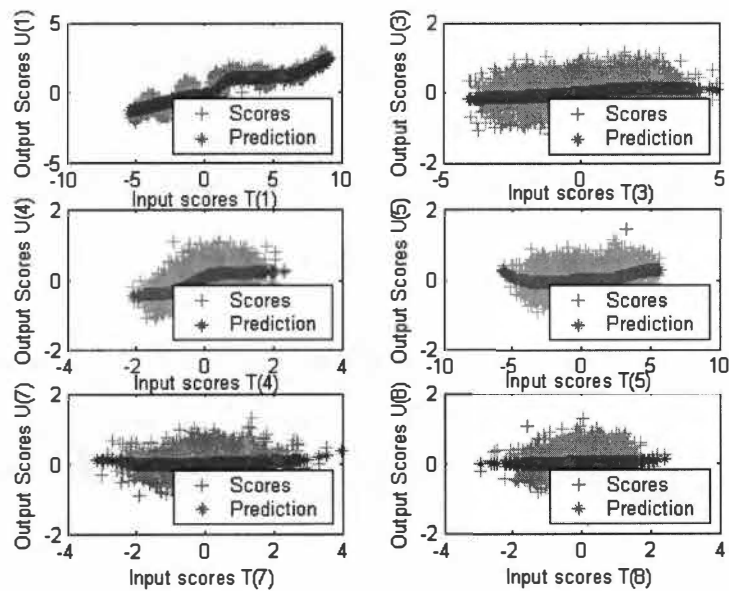 Output Scores U(1)
5
0
-5
-10
-5
0
5
10
Input scores T(1)
+ Scores
* Prediction
Output Scores U(3)
2
0
-2
-5
0
5
Input scores T(3)
+ Scores
* Prediction
Output Scores U(4)
2
0
-2
-4
-2
0
2
4
Input scores T(4)
+ Scores
* Prediction
Output Scores U(5)
2
0
-2
-10
-5
0
5
10
Input scores T(5)
+ Scores
* Prediction
Output Scores U(7)
2
0
-2
-4
-2
0
2
4
Input scores T(7)
+ Scores
* Prediction
Output Scores U(8)
2
0
-2
-4
-2
0
2
4
Input scores T(8)
+ Scores
* Prediction